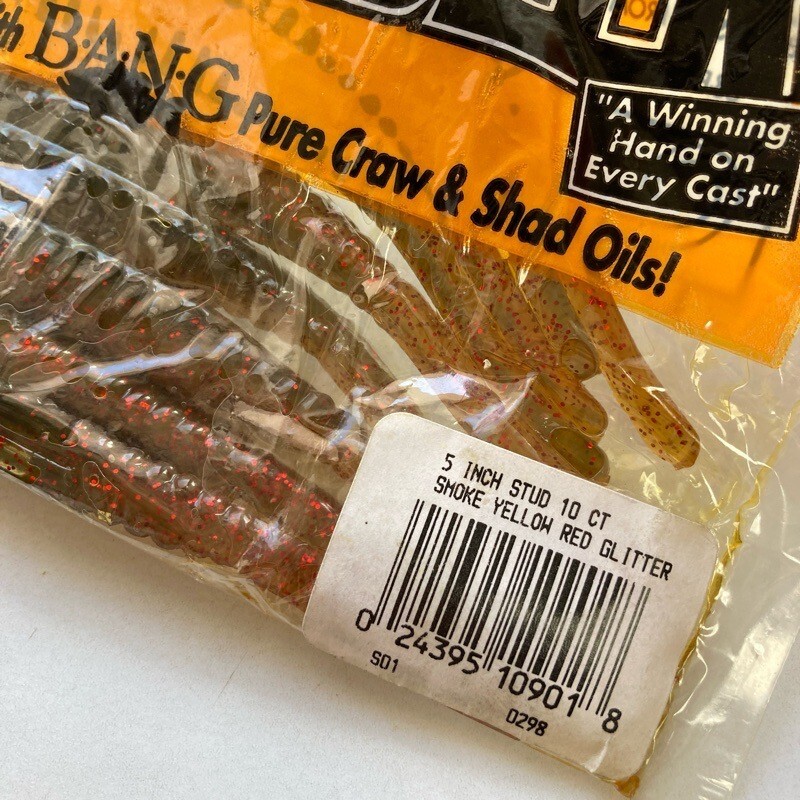 with B·A·N·G Pure Craw & Shad Oils!
"A Winning
Hand on
Every Cast"
5 INCH STUD 10 CT
SMOKE YELLOW RED GLITTER
0 24395 10901 8
S01
0298